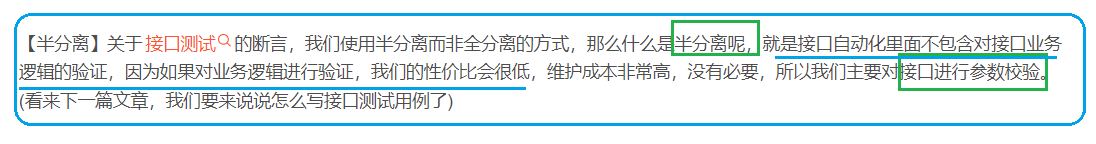 【半分离】关于 接口测试 的断言，我们使用半分离而非全分离的方式，那么什么是半分离呢，就是接口自动化里面不包含对接口业务
逻辑的验证，因为如果对业务逻辑进行验证，我们的性价比会很低，维护成本非常高，没有必要，所以我们主要对接口进行参数校验。
(看来下一篇文章，我们要来说说怎么写接口测试用例了)